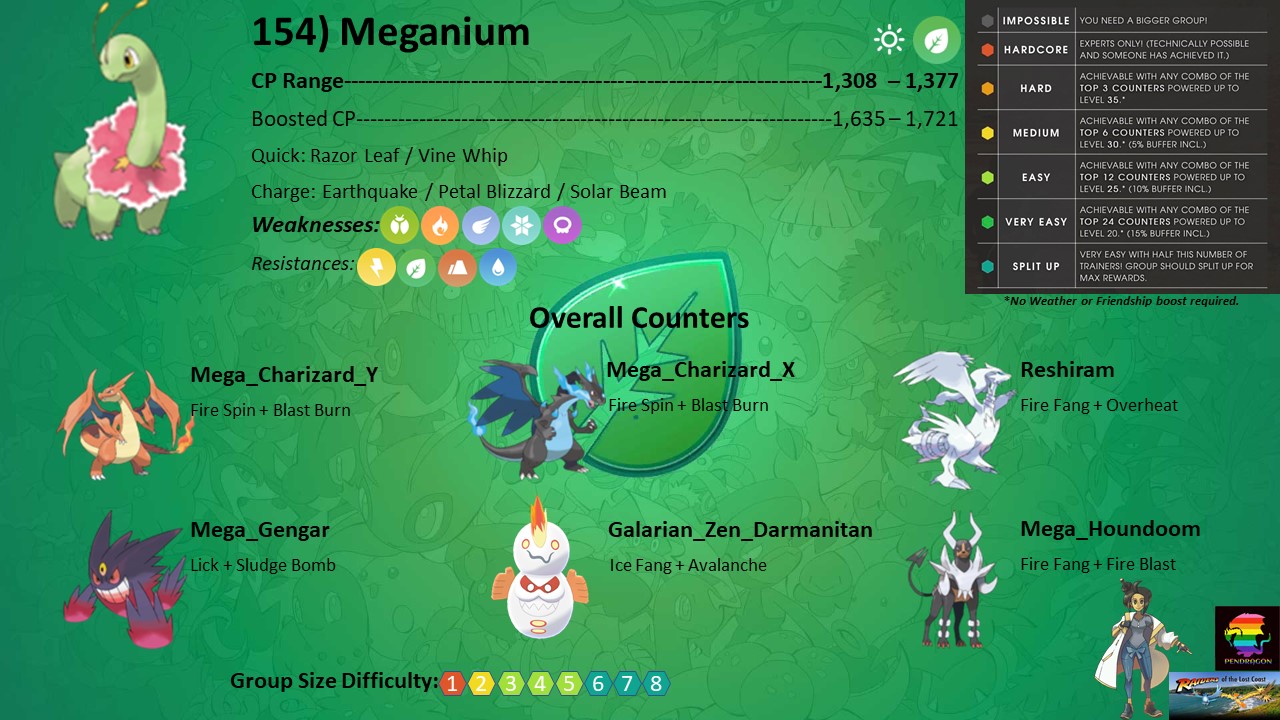 154) Meganium
CP Range--------------------------------------------------------------------1,308 – 1,377
Boosted CP--------------------------------------------------------------------1,635 – 1,721
Quick: Razor Leaf / Vine Whip
Charge: Earthquake / Petal Blizzard / Solar Beam
Weaknesses:
Resistances:
IMPOSSIBLE YOU NEED A BIGGER GROUP!
HARDCORE EXPERTS ONLY! (TECHNICALLY POSSIBLE
AND SOMEONE HAS ACHIEVED IT.)
HARD ACHIEVABLE WITH ANY COMBO OF THE
TOP 3 COUNTERS POWERED UP TO
LEVEL 35.*
MEDIUM ACHIEVABLE WITH ANY COMBO OF THE
TOP 6 COUNTERS POWERED UP TO
LEVEL 30.* (5% BUFFER INCL.)
EASY ACHIEVABLE WITH ANY COMBO OF THE
TOP 12 COUNTERS POWERED UP TO
LEVEL 25.* (10% BUFFER INCL.)
VERY EASY ACHIEVABLE WITH ANY COMBO OF THE
TOP 24 COUNTERS POWERED UP TO
LEVEL 20.* (15% BUFFER INCL.)
SPLIT UP VERY EASY WITH HALF THIS NUMBER OF
TRAINERS! GROUP SHOULD SPLIT UP FOR
MAX REWARDS.
*No Weather or Friendship boost required.
Overall Counters
Mega_Charizard_Y
Fire Spin + Blast Burn
Mega_Charizard_X
Fire Spin + Blast Burn
Reshiram
Fire Fang + Overheat
Mega_Gengar
Lick + Sludge Bomb
Galarian_Zen_Darmanitan
Ice Fang + Avalanche
Mega_Houndoom
Fire Fang + Fire Blast
Group Size Difficulty: 1 2 3 4 5 6 7 8
PENDRAGON
RAIDERS of the Lost Coast